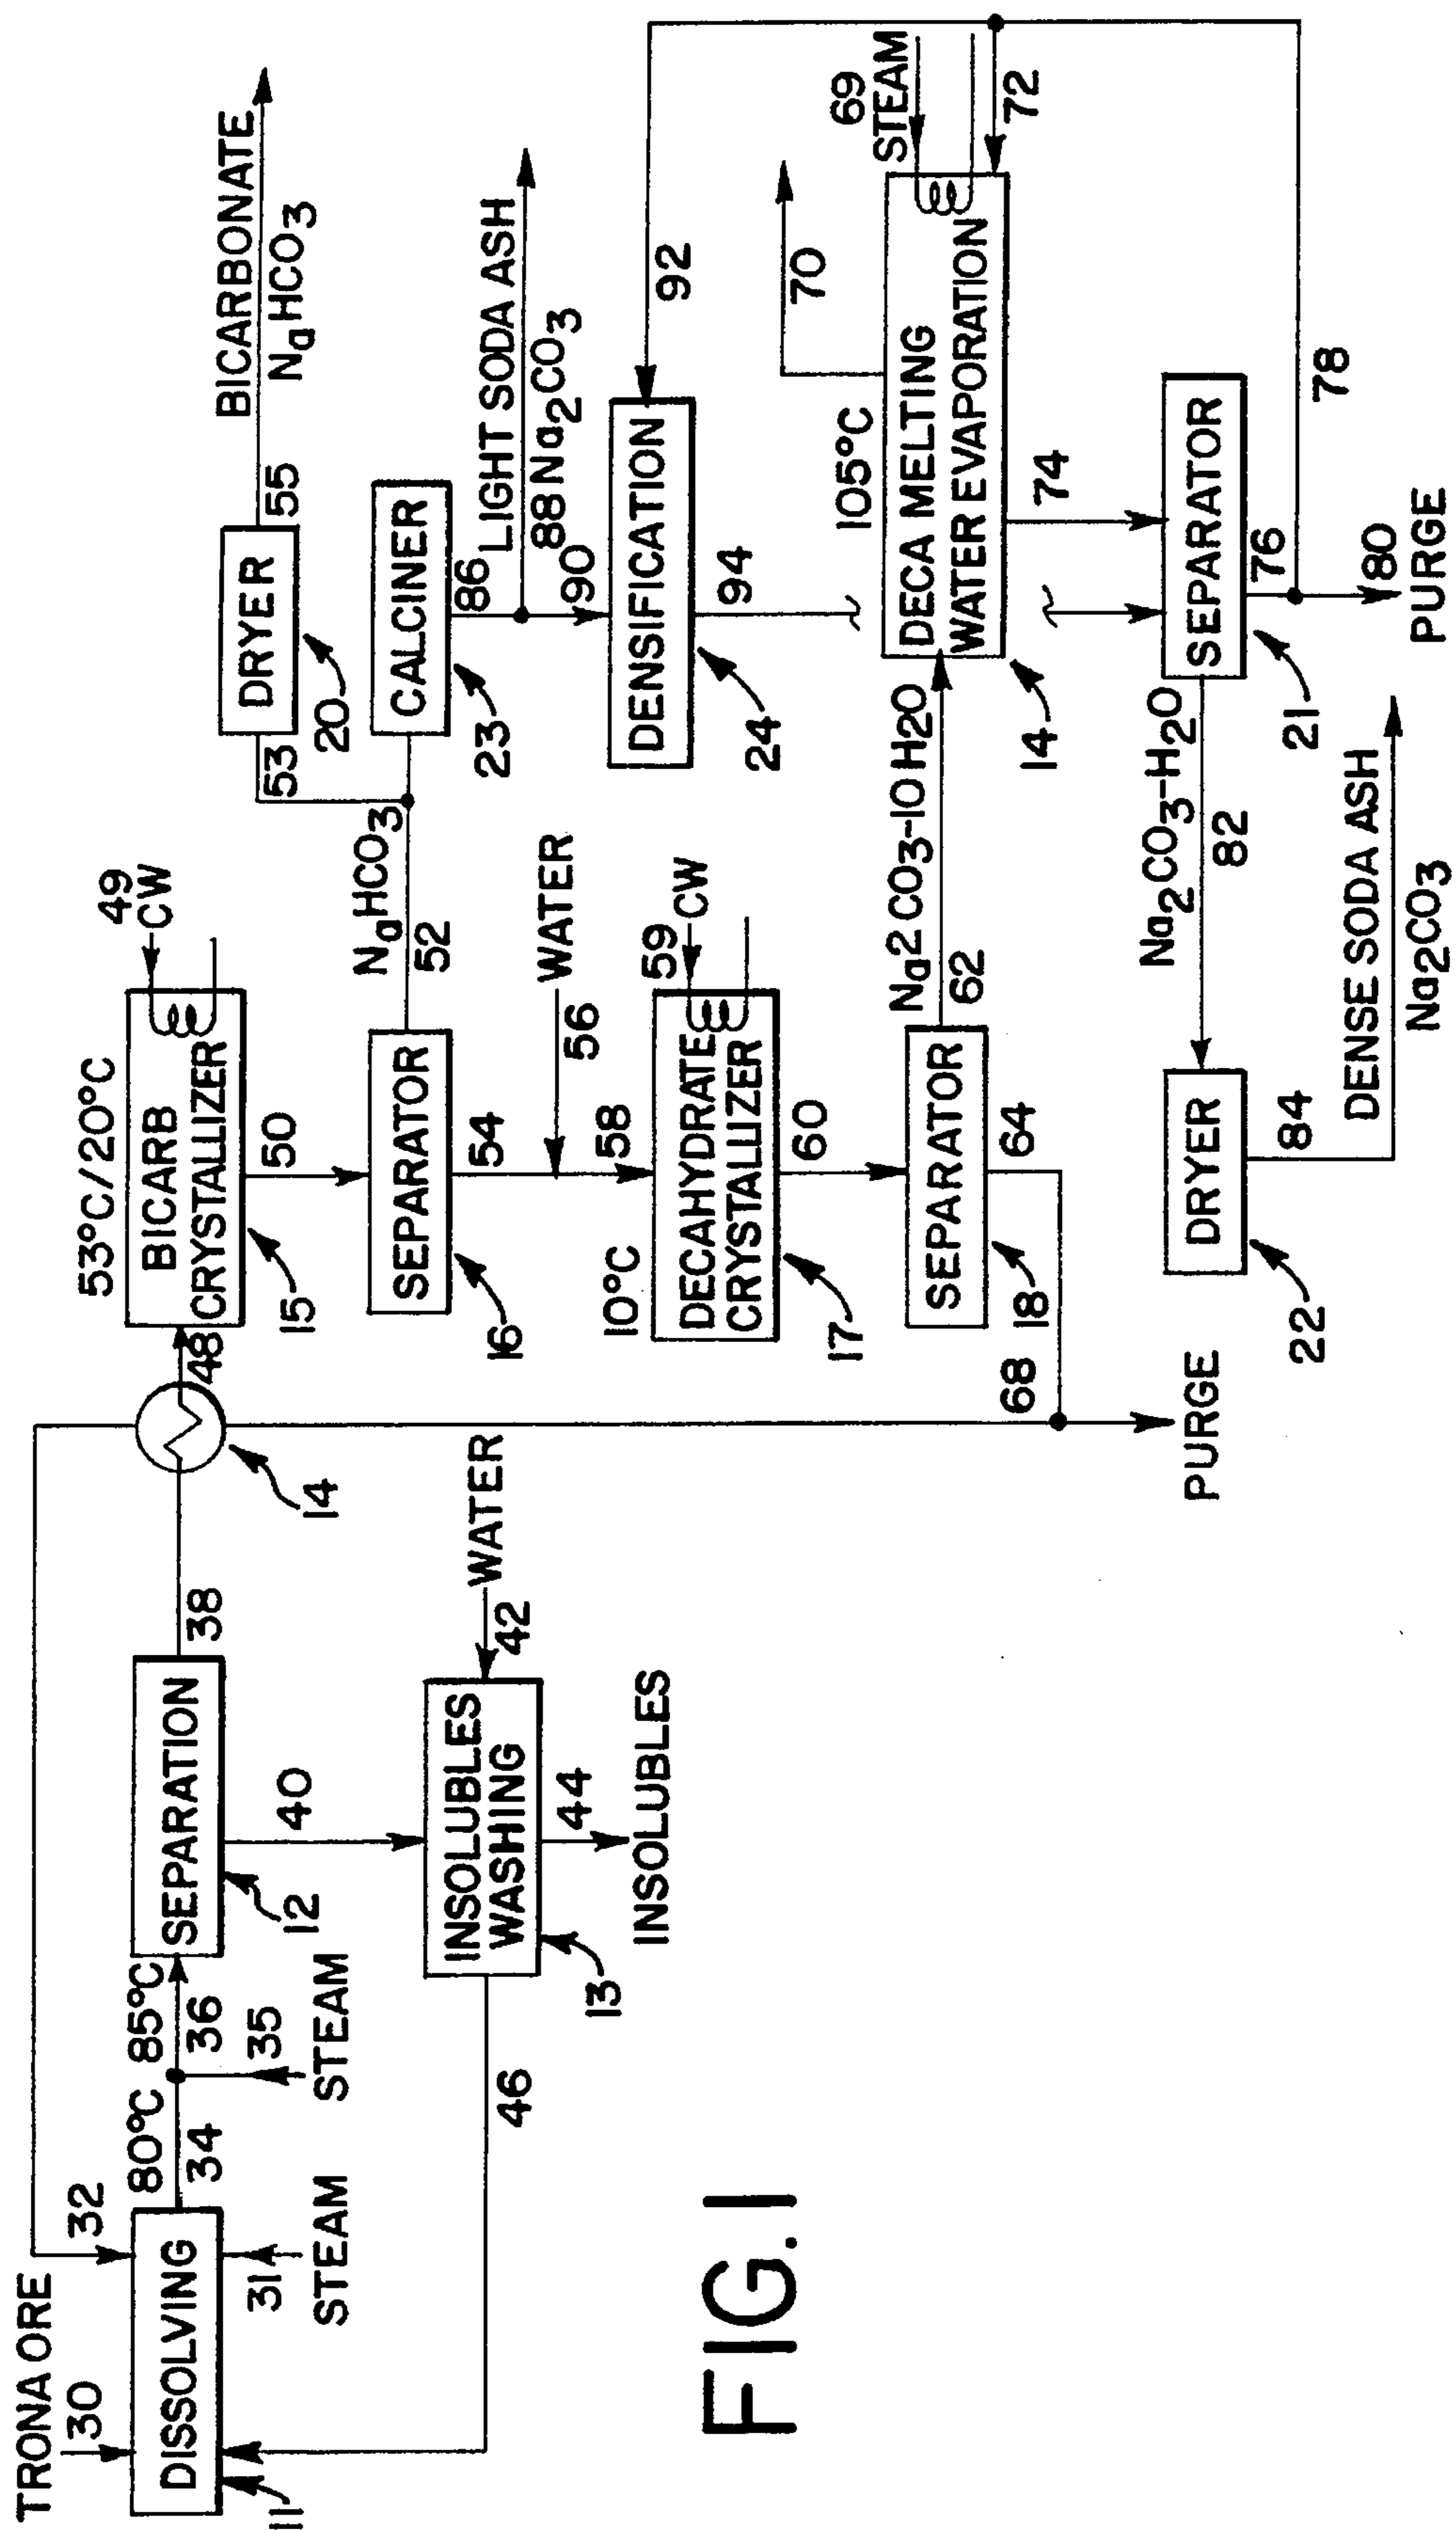 TRONA ORE
30
32
DISSOLVING
11
31
STEAM
80°C
34
85°C
36
35
STEAM
SEPARATION
12
38
40
INSOLUBLES
WASHING
13
46
WATER
42
44
INSOLUBLES
14
48
53°C/20°C
BICARB
CRYSTALLIZER
15
49
CW
50
SEPARATOR
16
NaHCO3
52
53
DRYER
20
55
BICARBONATE
NaHCO3
CALCINER
23
86
LIGHT SODA ASH
88 Na2CO3
90
54
WATER
56
58
10°C
DECAHYDRATE
CRYSTALLIZER
17
59
CW
60
DENSIFICATION
24
92
94
SEPARATOR
18
64
68
PURGE
Na2CO3-10H2O
62
105°C
DECA MELTING
WATER EVAPORATION
14
70
69
STEAM
72
74
SEPARATOR
21
76
78
80
PURGE
Na2CO3-H2O
82
DRYER
22
84
DENSE SODA ASH
Na2CO3
FIG. 1